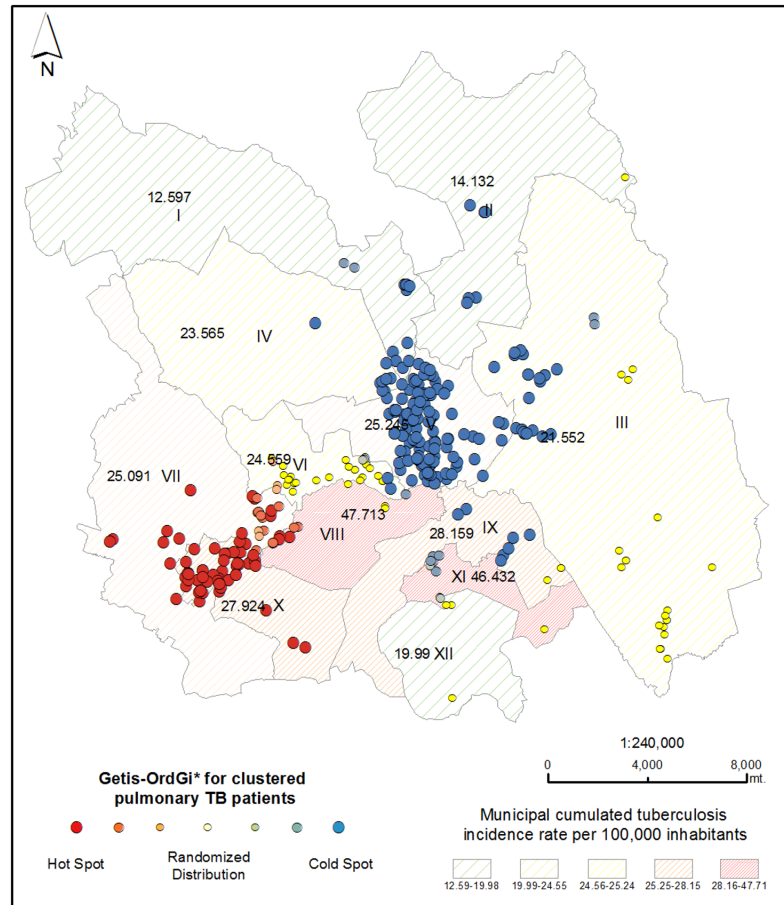 N
12.597
I
14.132
II
23.565
IV
III
25.245 V
21.552
24.559
VI
25.091 VII
47.713
VIII
28.159
IX
XI 46.432
27.924 X
19.99 XII
1:240,000
0 4,000 8,000
mt.
Getis-OrdGi* for clustered
pulmonary TB patients
Hot Spot Randomized Cold Spot
Distribution
Municipal cumulated tuberculosis
incidence rate per 100,000 inhabitants
12.59-19.98 19.99-24.55 24.56-25.24 25.25-28.15 28.16-47.71